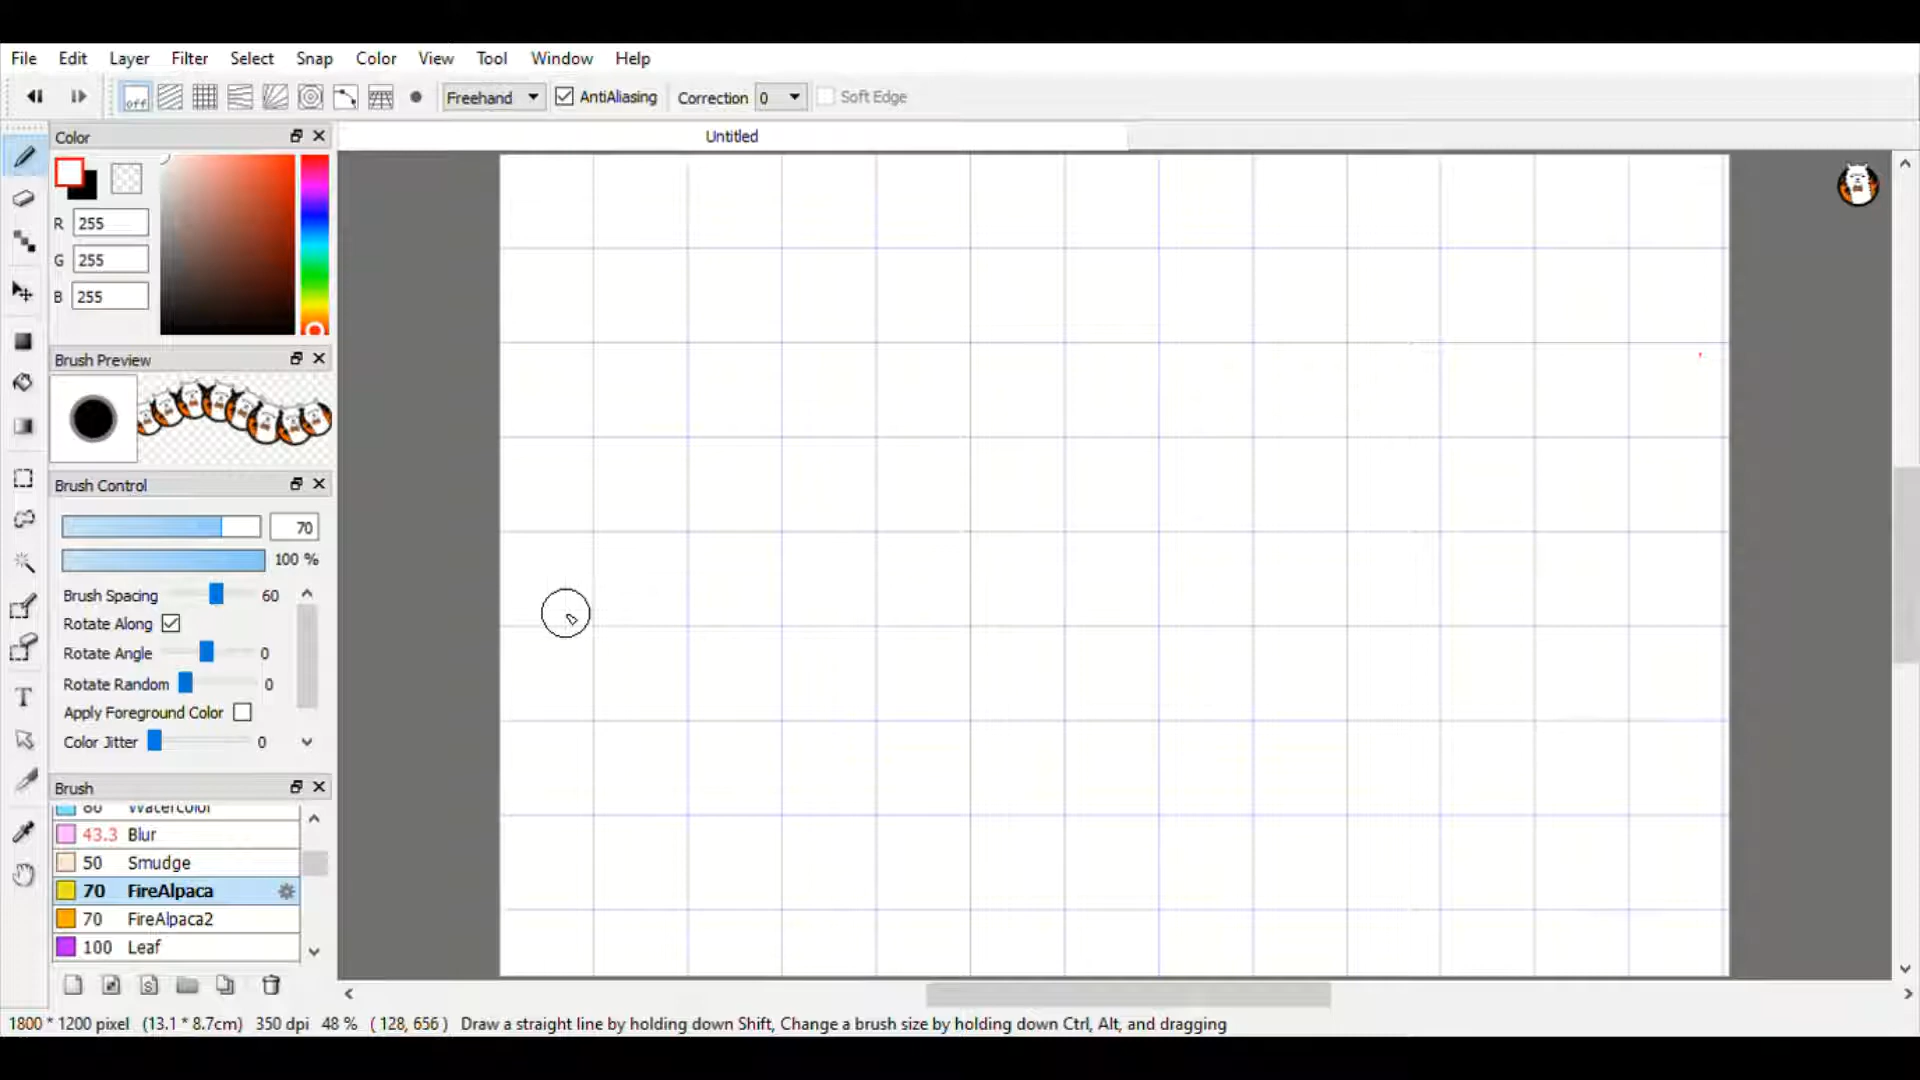 File Edit Layer Filter Select Snap Color View Tool Window Help
off Freehand AntiAliasing Correction 0 Soft Edge
Color
Untitled
R 255
G 255
B 255
Brush Preview
Brush Control
70
100 %
Brush Spacing 60
Rotate Along
Rotate Angle 0
Rotate Random 0
Apply Foreground Color
Color Jitter 0
Brush
80 Watercolor
43.3 Blur
50 Smudge
70 FireAlpaca
70 FireAlpaca2
100 Leaf
T
1800 * 1200 pixel (13.1 * 8.7cm) 350 dpi 48 % ( 128, 656 ) Draw a straight line by holding down Shift, Change a brush size by holding down Ctrl, Alt, and dragging